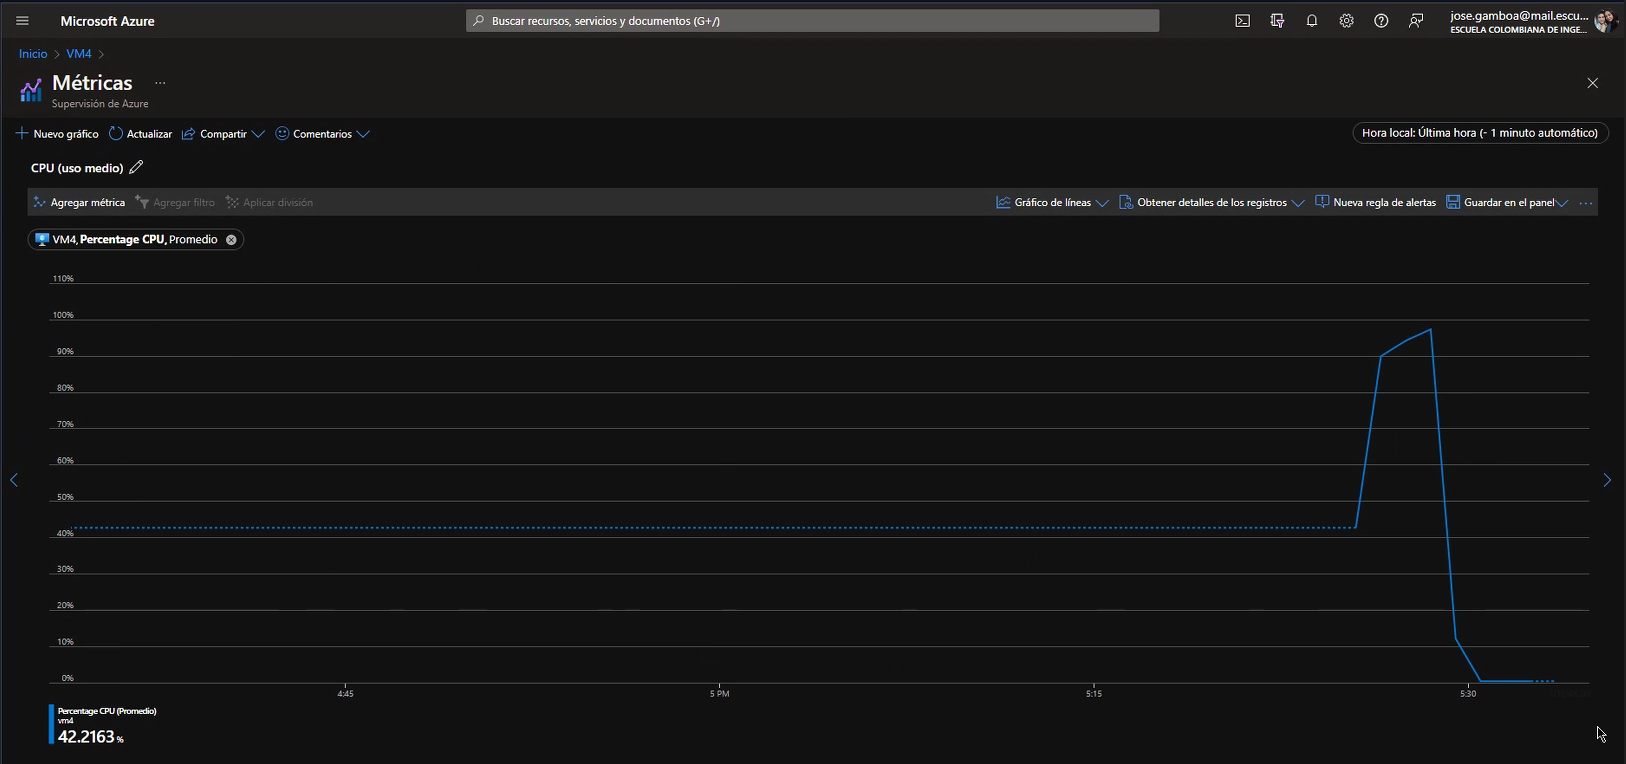 Microsoft Azure
Buscar recursos, servicios y documentos (G+/)
jose.gamboa@mail.escu...
ESCUELA COLOMBIANA DE INGE...
Inicio > VM4 >
Métricas ...
Supervisión de Azure
Nuevo gráfico Actualizar Compartir Comentarios
Hora local: Última hora (- 1 minuto automático)
CPU (uso medio)
Agregar métrica Agregar filtro Aplicar división Gráfico de líneas Obtener detalles de los registros Nueva regla de alertas Guardar en el panel ...
VM4, Percentage CPU, Promedio
110%
100%
90%
80%
70%
60%
50%
40%
30%
20%
10%
0%
4:45 5 PM 5:15 5:30
Percentage CPU (Promedio)
vm4
42.2163 %